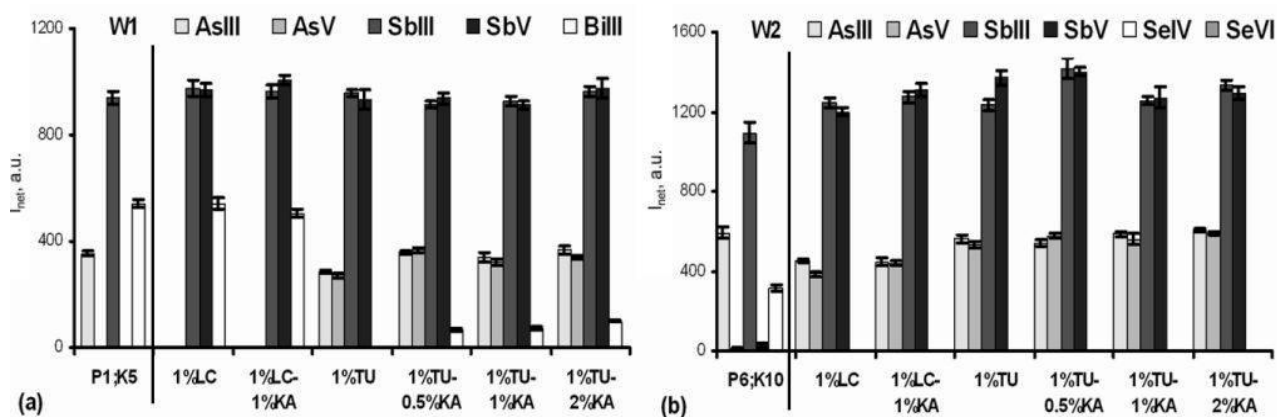 W1 AsIII AsV SbIII SbV BiIII
1200
800
400
0
I_net, a.u.
P1;K5 1%LC 1%LC- 1%TU 1%TU- 1%TU- 1%TU-
(a) 1%KA 0.5%KA 1%KA 2%KA
W2 AsIII AsV SbIII SbV SeIV SeVI
1600
1200
800
400
0
I_net, a.u.
P6;K10 1%LC 1%LC- 1%TU 1%TU- 1%TU- 1%TU-
(b) 1%KA 0.5%KA 1%KA 2%KA